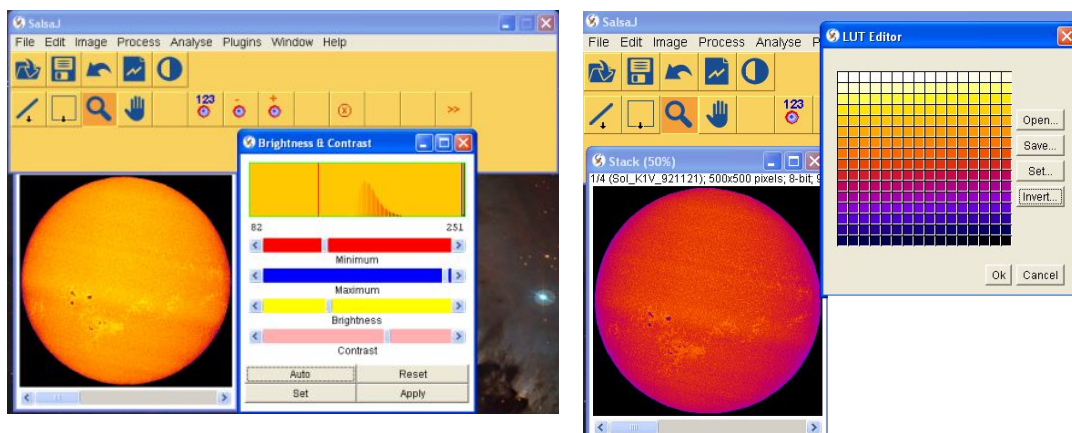 SalsaJ
File Edit Image Process Analyse Plugins Window Help
123
- +
>>
Brightness & Contrast
82 251
Minimum
Maximum
Brightness
Contrast
Auto Reset
Set Apply
SalsaJ
File Edit Image Process Analyse P
123
Stack (50%)
1/4 (Sol_K1V_921121); 500x500 pixels; 8-bit;
LUT Editor
Open...
Save...
Set...
Invert...
Ok Cancel